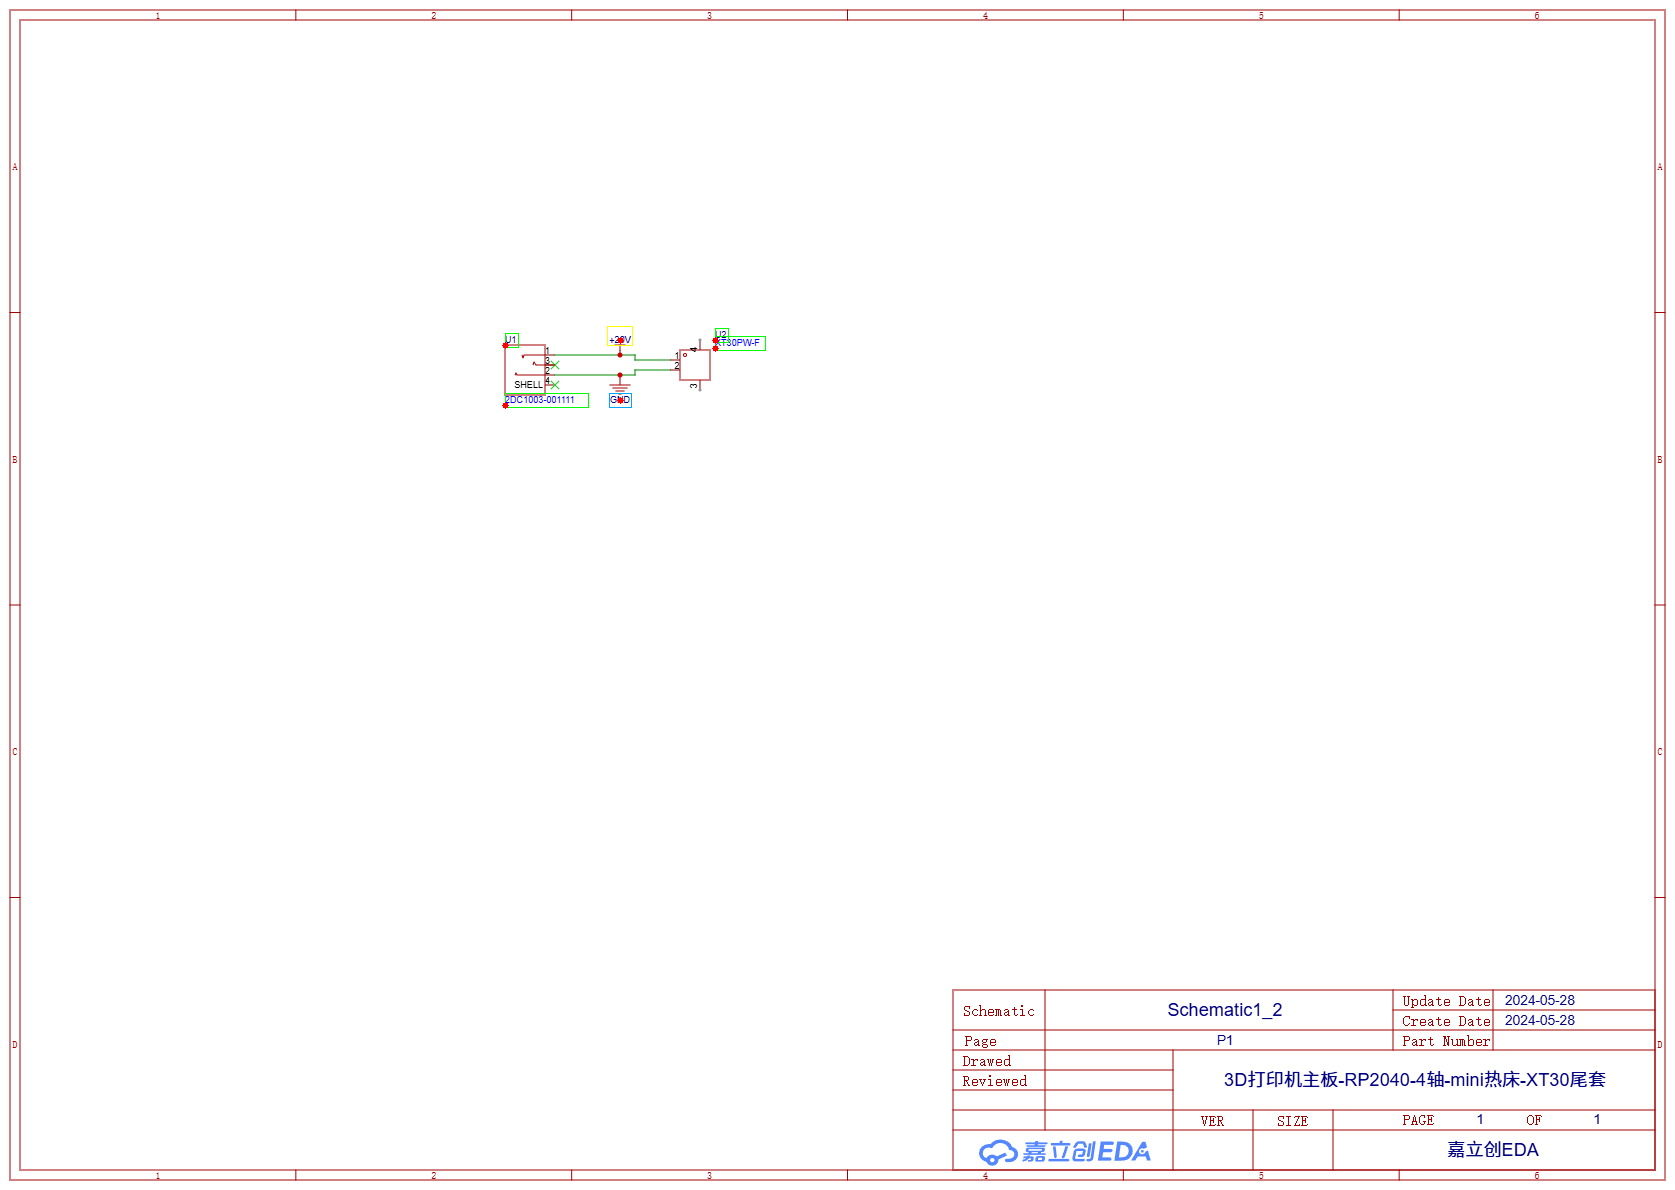 1 2 3 4 5 6
A A
U1
1
3
2
4
SHELL
2DC1003-001111
GND
U2
XT30PW-F
4
1
2
3
B B
C C
D D
Schematic Schematic1_2 Update Date 2024-05-28
Create Date 2024-05-28
Page P1 Part Number
Drawed
Reviewed
3D打印机主板-RP2040-4轴-mini热床-XT30尾套
VER SIZE PAGE 1 OF 1
嘉立创EDA 嘉立创EDA
1 2 3 4 5 6